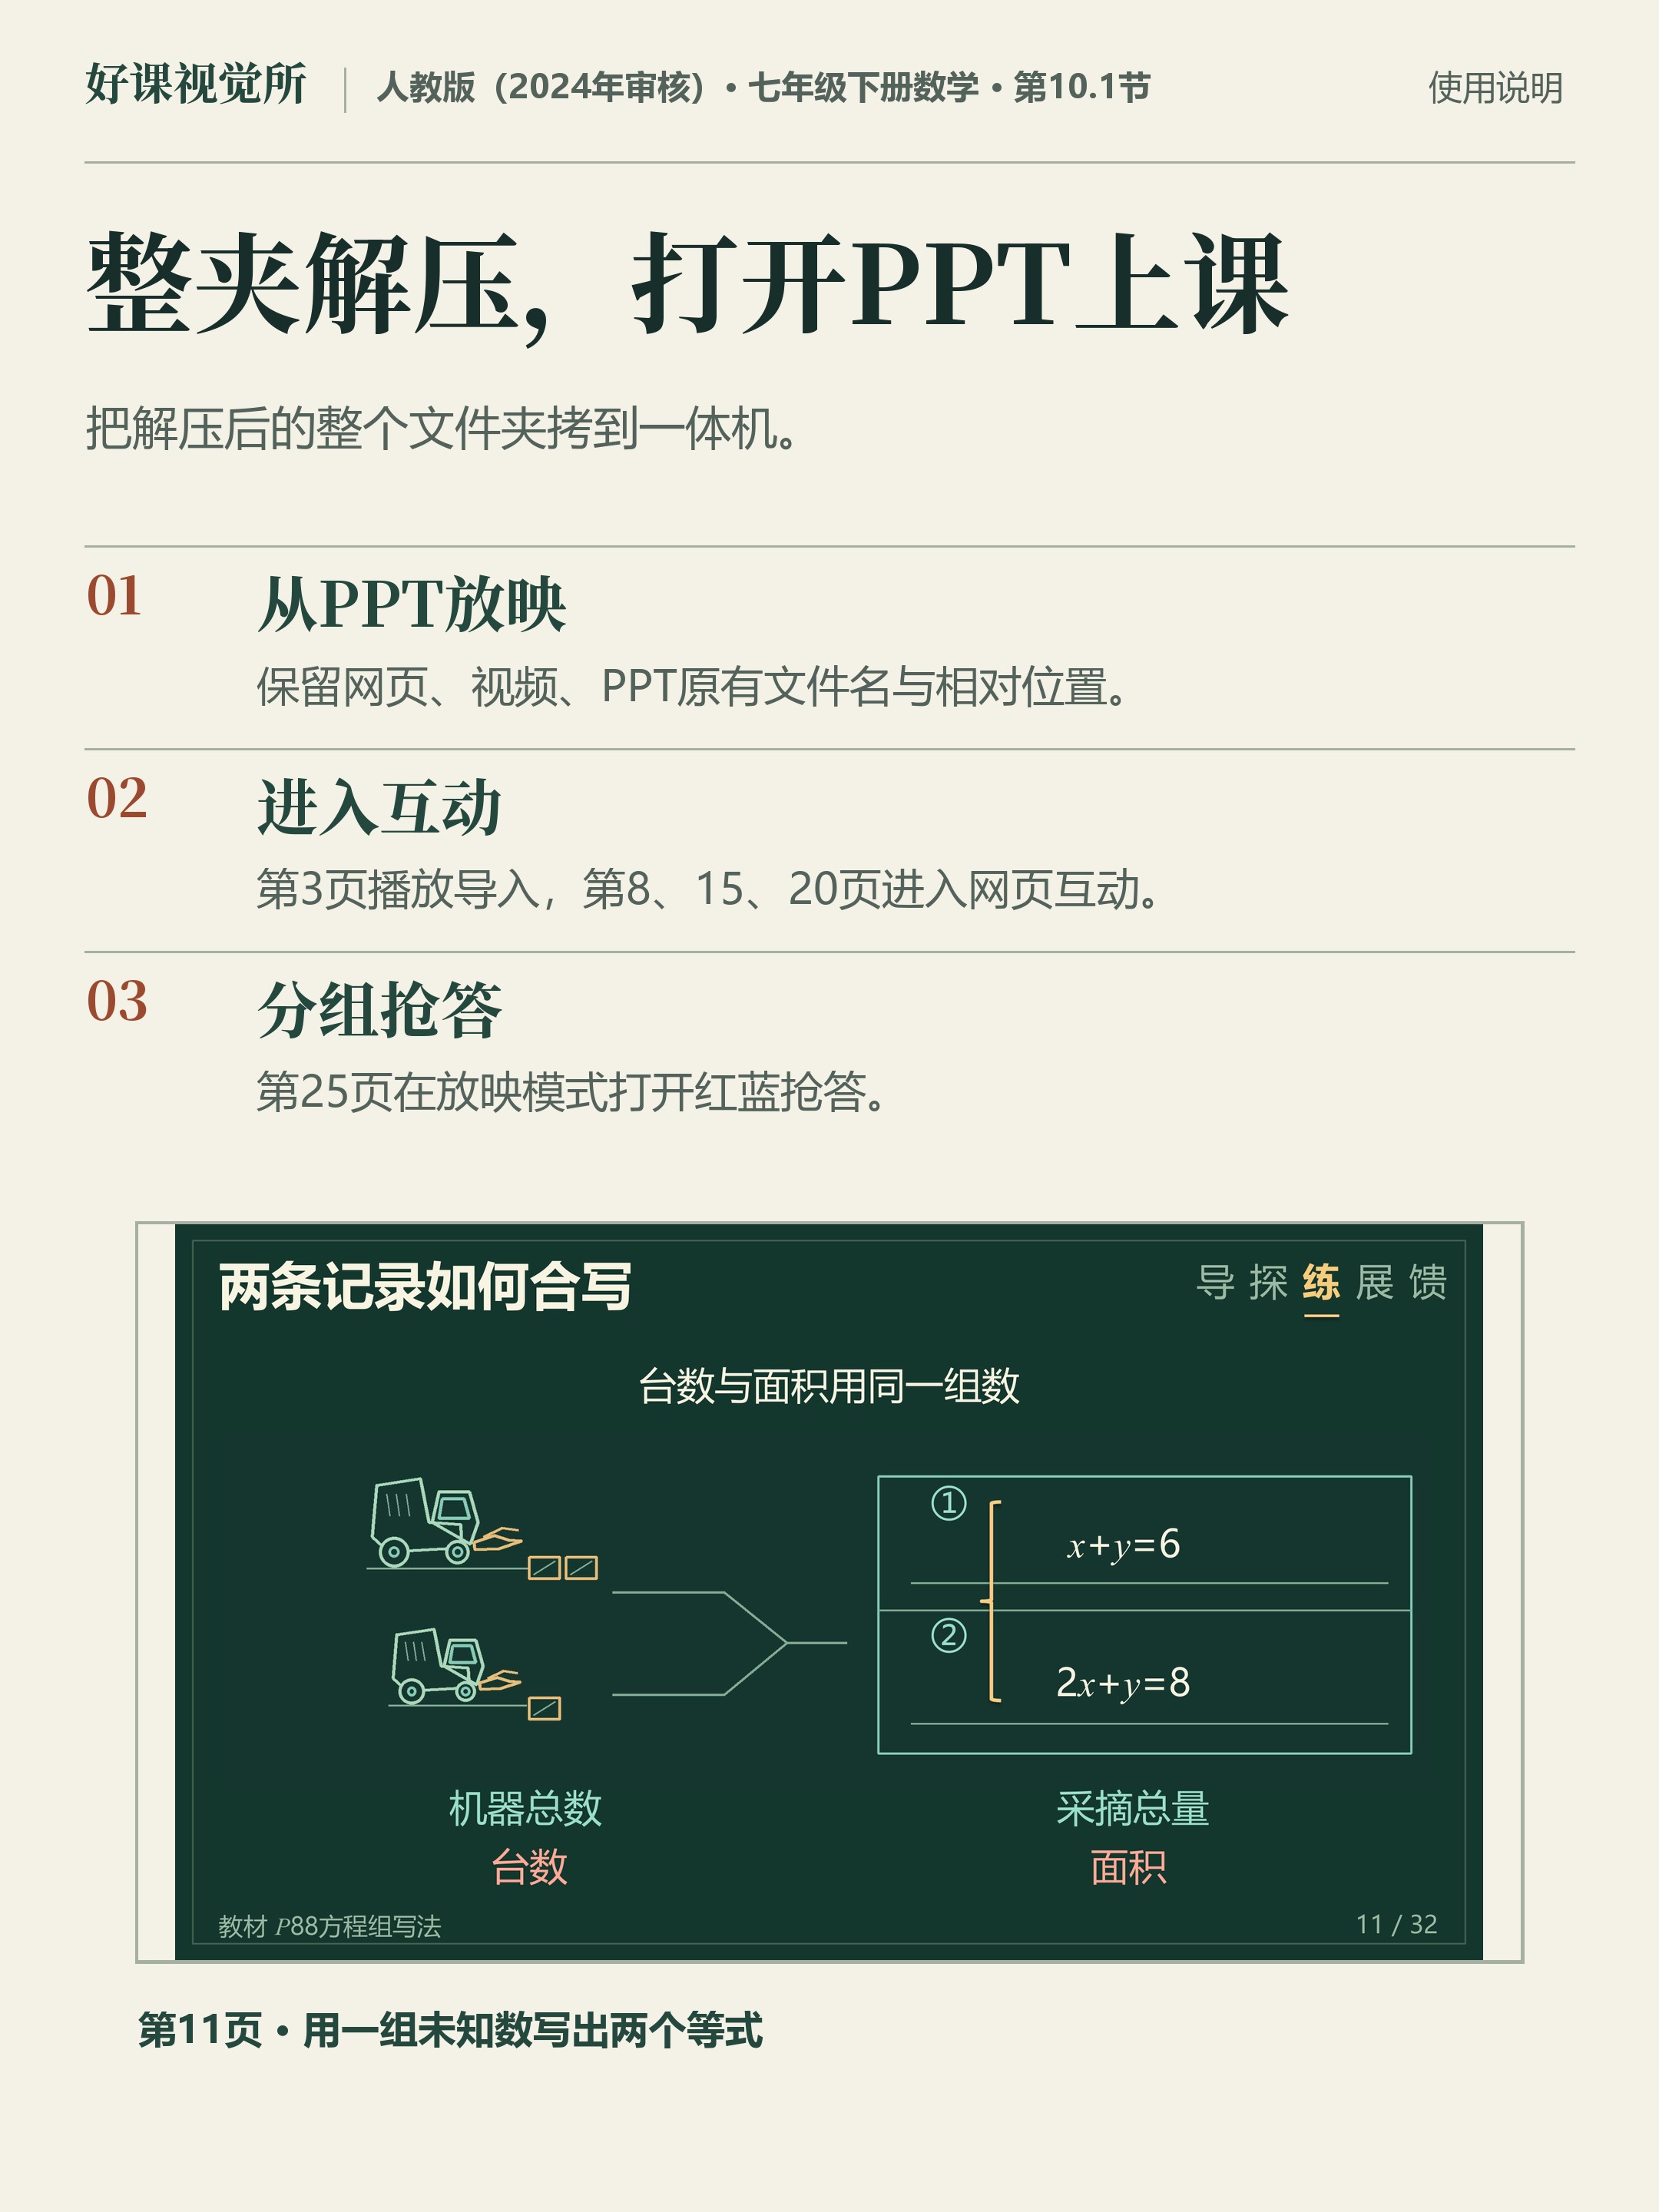 好课视觉所
人教版（2024年审核）·七年级下册数学·第10.1节
使用说明
整夹解压，打开PPT上课
把解压后的整个文件夹拷到一体机。
01
从PPT放映
保留网页、视频、PPT原有文件名与相对位置。
02
进入互动
第3页播放导入，第8、15、20页进入网页互动。
03
分组抢答
第25页在放映模式打开红蓝抢答。
两条记录如何合写
导 探 练 展 馈
台数与面积用同一组数
①
x+y=6
②
2x+y=8
机器总数
台数
采摘总量
面积
教材 P88方程组写法
11 / 32
第11页·用一组未知数写出两个等式